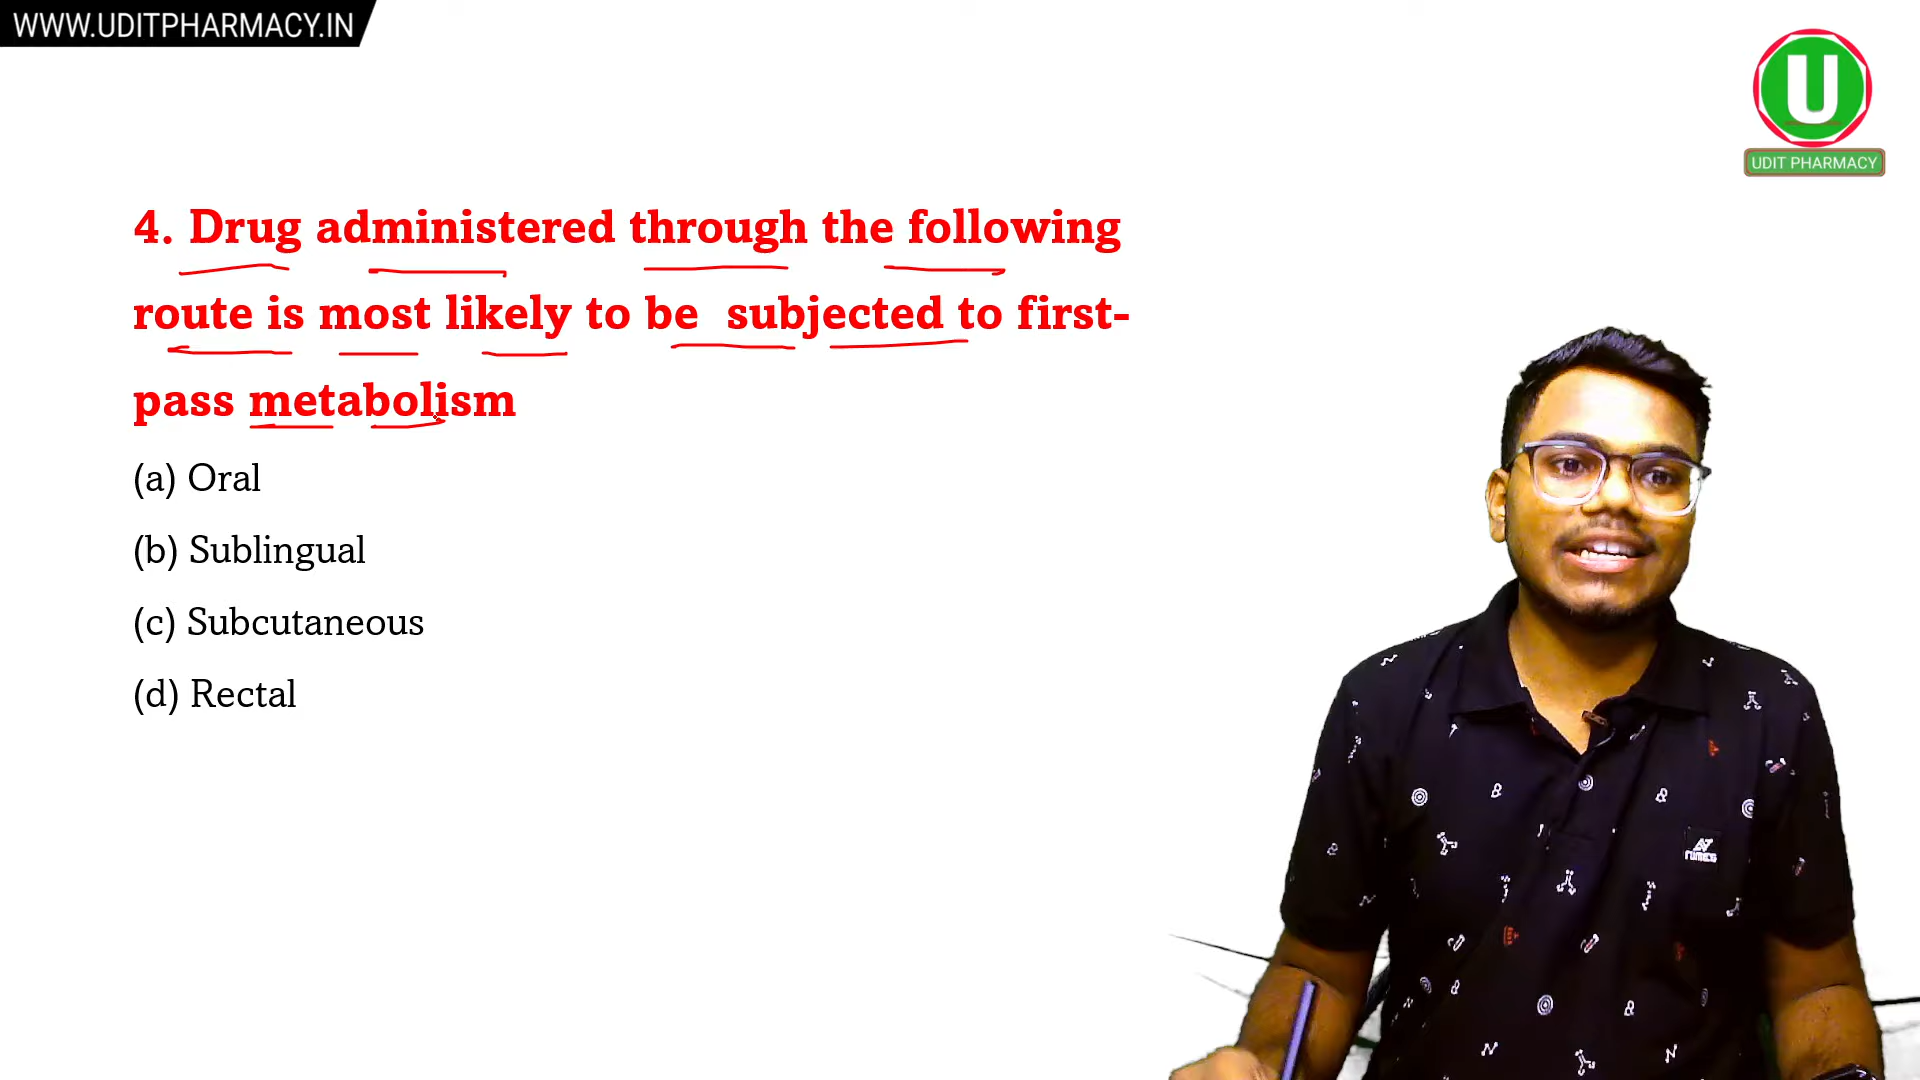 WWW.UDITPHARMACY.IN
U
UDIT PHARMACY
4. Drug administered through the following
route is most likely to be subjected to first-
pass metabolism
(a) Oral
(b) Sublingual
(c) Subcutaneous
(d) Rectal